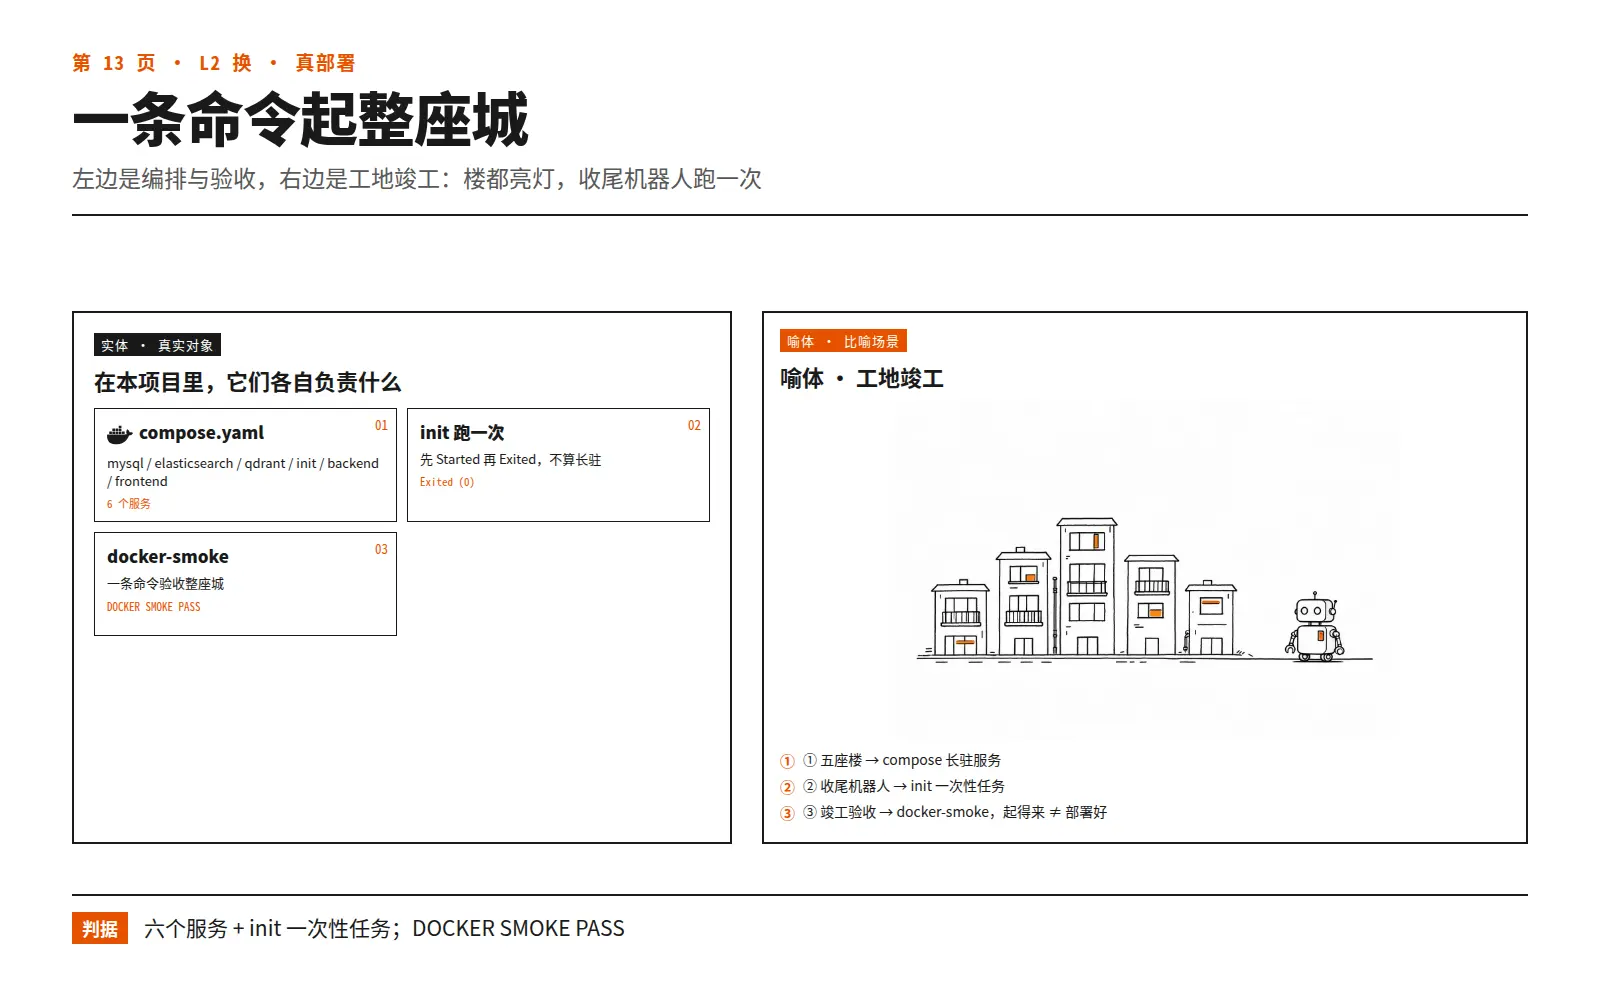 第 13 页 · L2 换 · 真部署
一条命令起整座城
左边是编排与验收，右边是工地竣工：楼都亮灯，收尾机器人跑一次
实体 · 真实对象
在本项目里，它们各自负责什么
compose.yaml
01
mysql / elasticsearch / qdrant / init / backend
/ frontend
6 个服务
init 跑一次
02
先 Started 再 Exited，不算长驻
Exited (0)
docker-smoke
03
一条命令验收整座城
DOCKER SMOKE PASS
喻体 · 比喻场景
喻体 · 工地竣工
① ① 五座楼 → compose 长驻服务
② ② 收尾机器人 → init 一次性任务
③ ③ 竣工验收 → docker-smoke，起得来 ≠ 部署好
判据 六个服务 + init 一次性任务；DOCKER SMOKE PASS